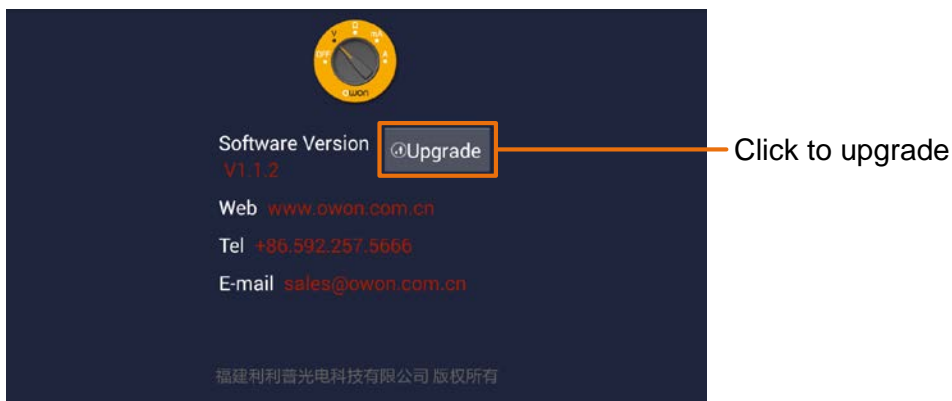 Ω
V mA
OFF A
owon
Software Version Upgrade
V1.1.2
Web www.owon.com.cn
Tel +86.592.257.5666
E-mail sales@owon.com.cn
福建利利普光电科技有限公司 版权所有
Click to upgrade